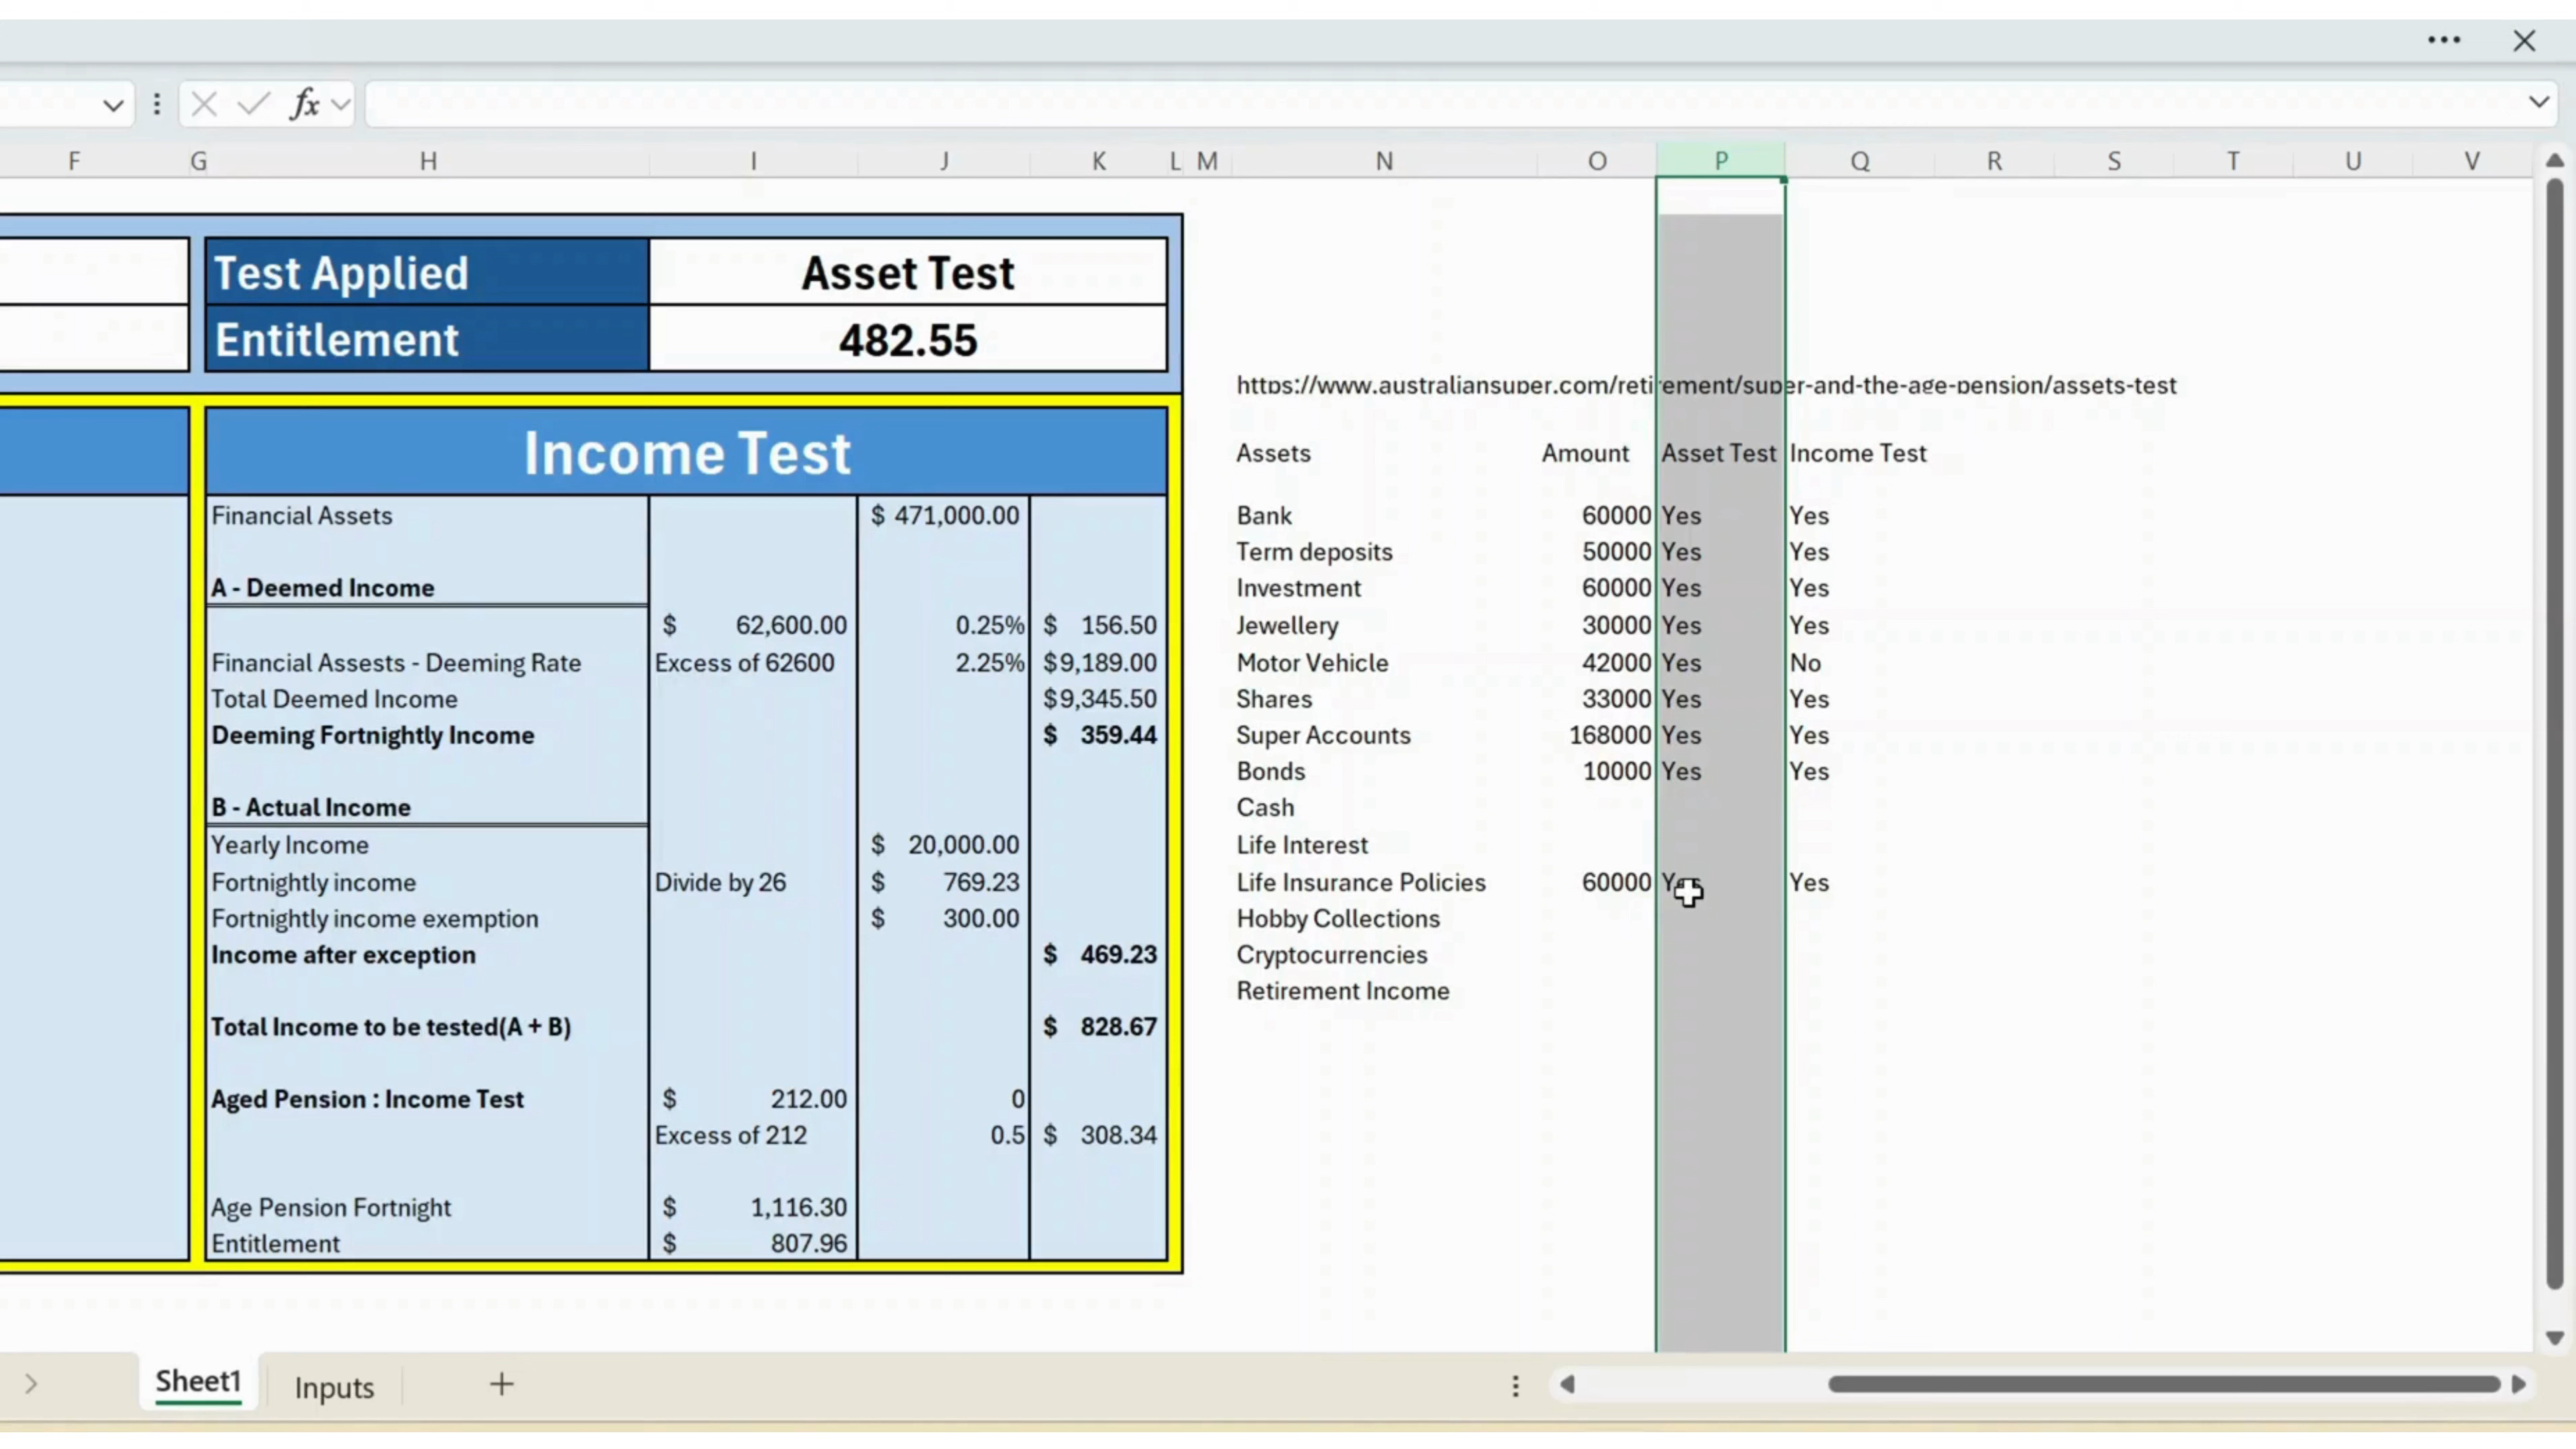 fx
F G H I J K L M N O P Q R S T U V
Test Applied Asset Test
Entitlement 482.55
https://www.australiansuper.com/retirement/super-and-the-age-pension/assets-test
Income Test
Assets Amount Asset Test Income Test
Financial Assets $ 471,000.00
Bank 60000 Yes Yes
Term deposits 50000 Yes Yes
A - Deemed Income
Investment 60000 Yes Yes
$ 62,600.00 0.25% $ 156.50
Jewellery 30000 Yes Yes
Financial Assests - Deeming Rate Excess of 62600 2.25% $9,189.00
Motor Vehicle 42000 Yes No
Total Deemed Income $9,345.50
Shares 33000 Yes Yes
Deeming Fortnightly Income $ 359.44
Super Accounts 168000 Yes Yes
Bonds 10000 Yes Yes
B - Actual Income
Cash
Yearly Income $ 20,000.00
Life Interest
Fortnightly income Divide by 26 $ 769.23
Life Insurance Policies 60000 Yes Yes
Fortnightly income exemption $ 300.00
Hobby Collections
Income after exception $ 469.23
Cryptocurrencies
Retirement Income
Total Income to be tested(A + B) $ 828.67
Aged Pension : Income Test $ 212.00 0
Excess of 212 0.5 $ 308.34
Age Pension Fortnight $ 1,116.30
Entitlement $ 807.96
Sheet1 Inputs